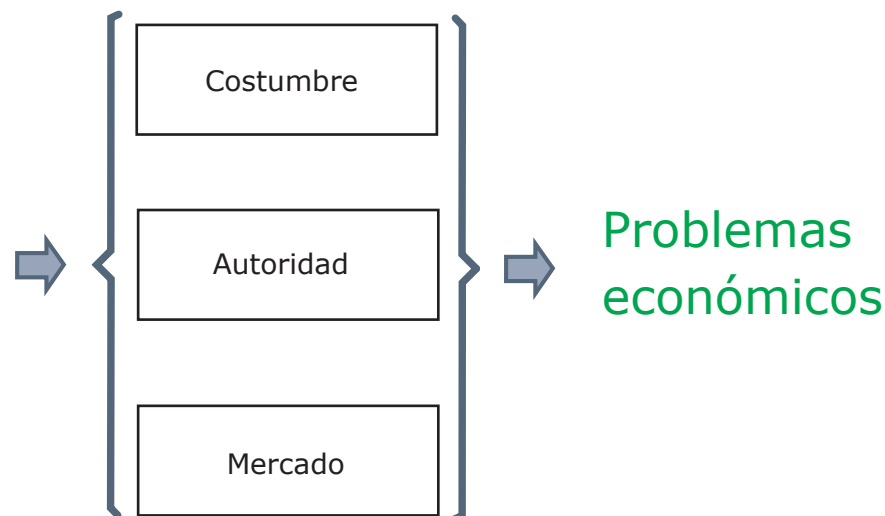 Costumbre
Autoridad
Mercado
Problemas
económicos